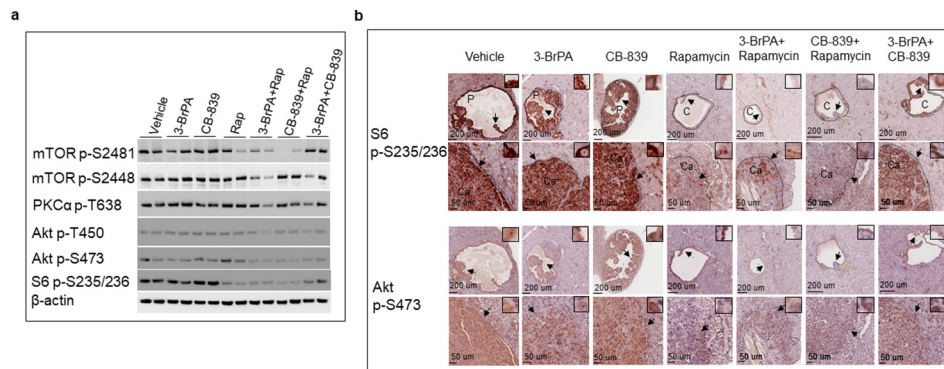 a
Vehicle
3-BrPA
CB-839
Rap
3-BrPA+Rap
CB-839+Rap
3-BrPA+CB-839
mTOR p-S2481
mTOR p-S2448
PKCα p-T638
Akt p-T450
Akt p-S473
S6 p-S235/236
β-actin
b
Vehicle 3-BrPA CB-839 Rapamycin 3-BrPA+ Rapamycin CB-839+ Rapamycin 3-BrPA+ CB-839
S6
p-S235/236
P P P C C C C
200 um 200 um 200 um 200 um 200 um 200 um 200 um
Ca Ca Ca Ca Ca Ca Ca
50 um 50 um 50 um 50 um 50 um 50 um 50 um
Akt
p-S473
200 um 200 um 200 um 200 um 200 um 200 um 200 um
50 um 50 um 50 um 50 um 50 um 50 um 50 um